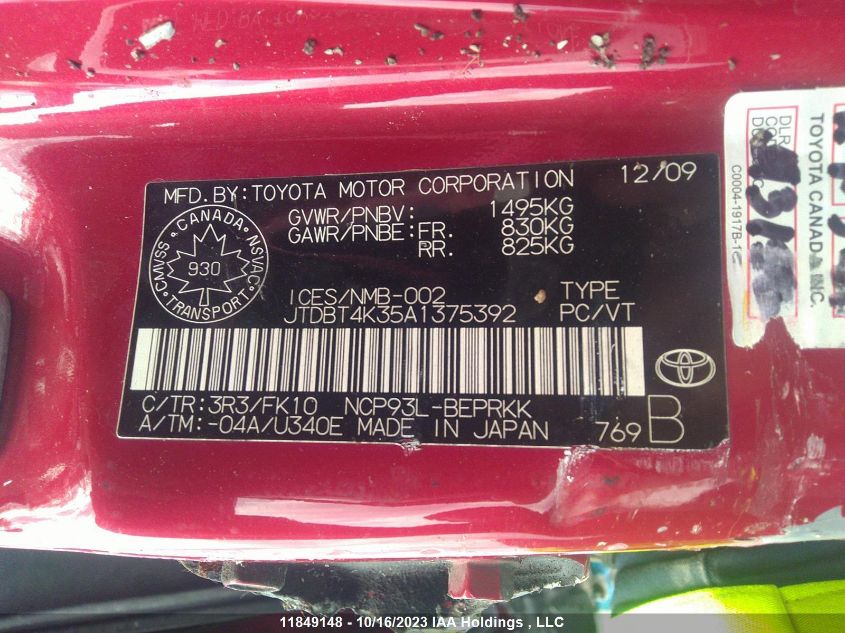 MFD.BY:TOYOTA MOTOR CORPORATION 12/09
GVWR/PNBV: 1495KG
GAWR/PNBE: FR. 830KG
RR. 825KG
CANADA
CMVSS NSVAC
930
TRANSPORT
ICES/NMB-002 TYPE
JTDBT4K35A1375392 PC/VT
C/TR:3R3/FK10 NCP93L-BEPRKK
A/TM:-04A/U340E MADE IN JAPAN 769 B
TOYOTA CANADA INC.
DLR
11849148 - 10/16/2023 IAA Holdings , LLC